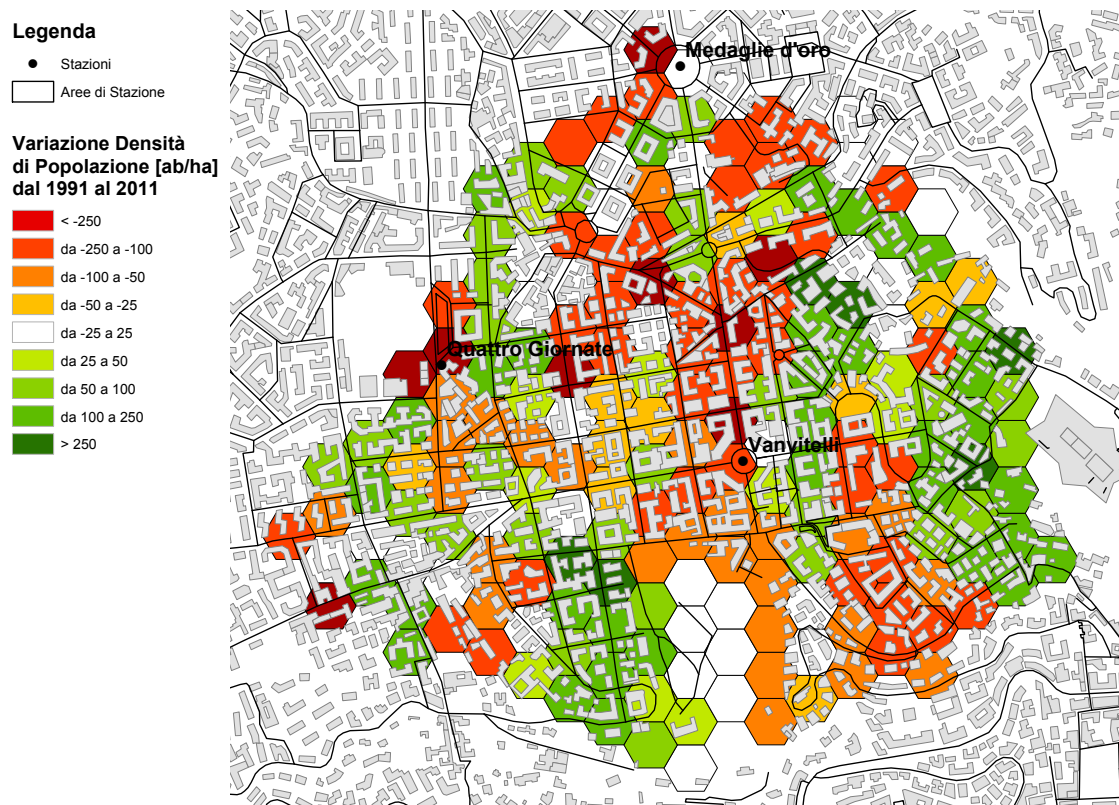 Legenda
Stazioni
Aree di Stazione
Variazione Densità
di Popolazione [ab/ha]
dal 1991 al 2011
< -250
da -250 a -100
da -100 a -50
da -50 a -25
da -25 a 25
da 25 a 50
da 50 a 100
da 100 a 250
> 250
Medaglie d'oro
Quattro Giornate
Vanvitelli